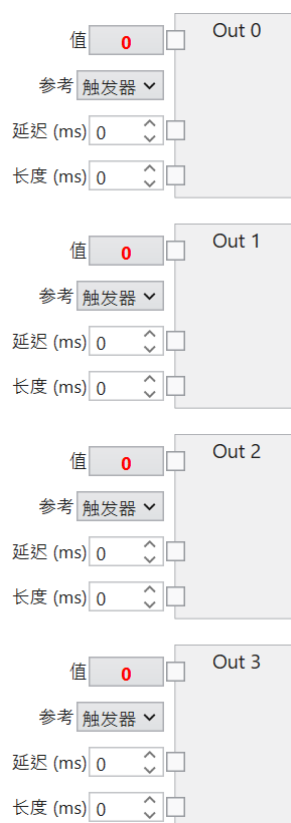 值 0 Out 0
参考 触发器
延迟 (ms) 0
长度 (ms) 0
值 0 Out 1
参考 触发器
延迟 (ms) 0
长度 (ms) 0
值 0 Out 2
参考 触发器
延迟 (ms) 0
长度 (ms) 0
值 0 Out 3
参考 触发器
延迟 (ms) 0
长度 (ms) 0